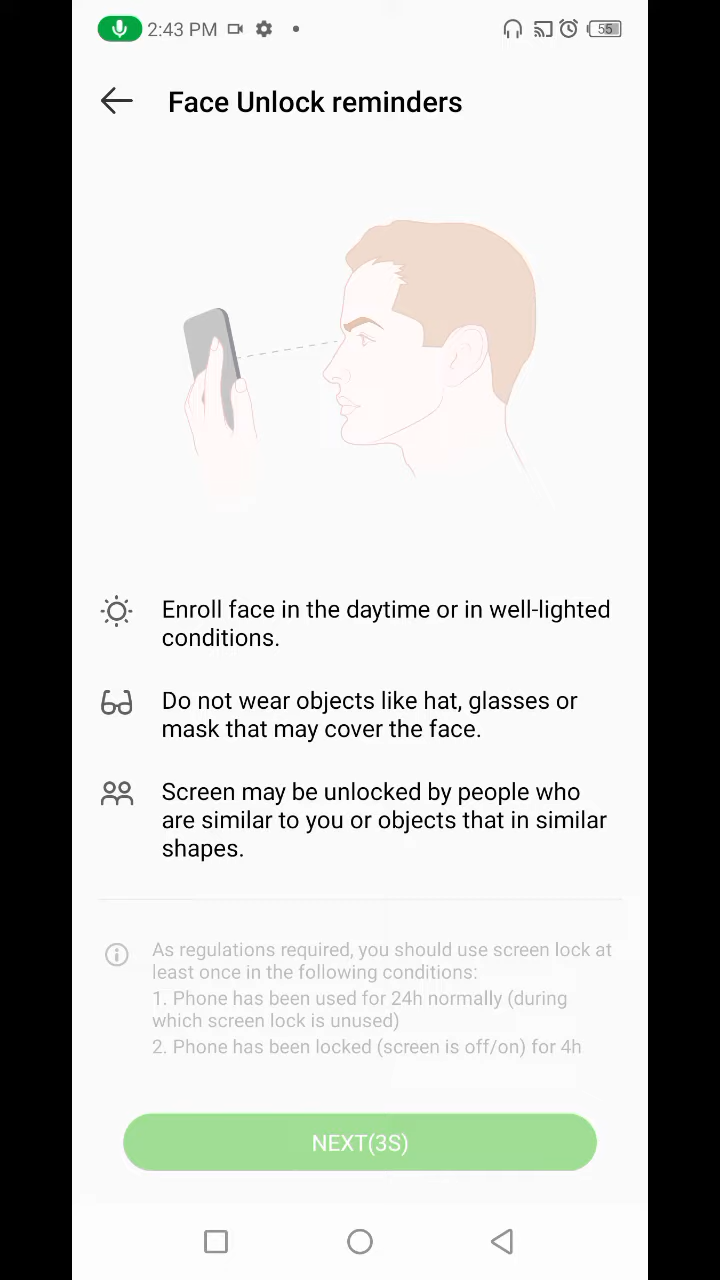 2:43 PM
55
Face Unlock reminders
Enroll face in the daytime or in well-lighted
conditions.
Do not wear objects like hat, glasses or
mask that may cover the face.
Screen may be unlocked by people who
are similar to you or objects that in similar
shapes.
As regulations required, you should use screen lock at
least once in the following conditions:
1. Phone has been used for 24h normally (during
which screen lock is unused)
2. Phone has been locked (screen is off/on) for 4h
NEXT(3S)